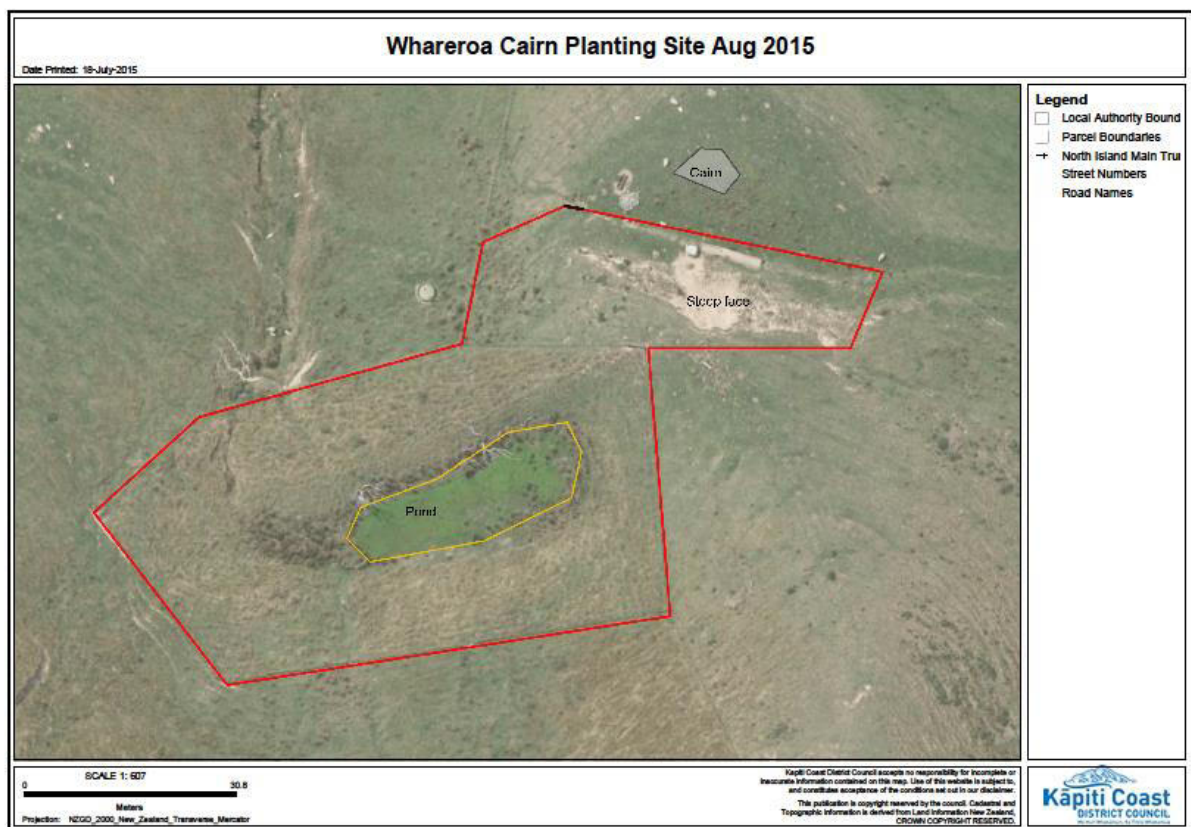 Whareroa Cairn Planting Site Aug 2015
Date Printed: 18-July-2015
Cairn
Steep face
Pond
Legend
Local Authority Bound
Parcel Boundaries
North Island Main Tru
Street Numbers
Road Names
SCALE 1: 607
0 30.8
Meters
Projection: NZGD_2000_New_Zealand_Transverse_Mercator
Kapiti Coast District Council accepts no responsibility for incomplete or
inaccurate information contained on this map. Use of this website is subject to,
and constitutes acceptance of the conditions set out in our disclaimer.
This publication is copyright reserved by the council. Cadastral and
Topographic information is derived from Land Information New Zealand,
CROWN COPYRIGHT RESERVED.
Kāpiti Coast
DISTRICT COUNCIL